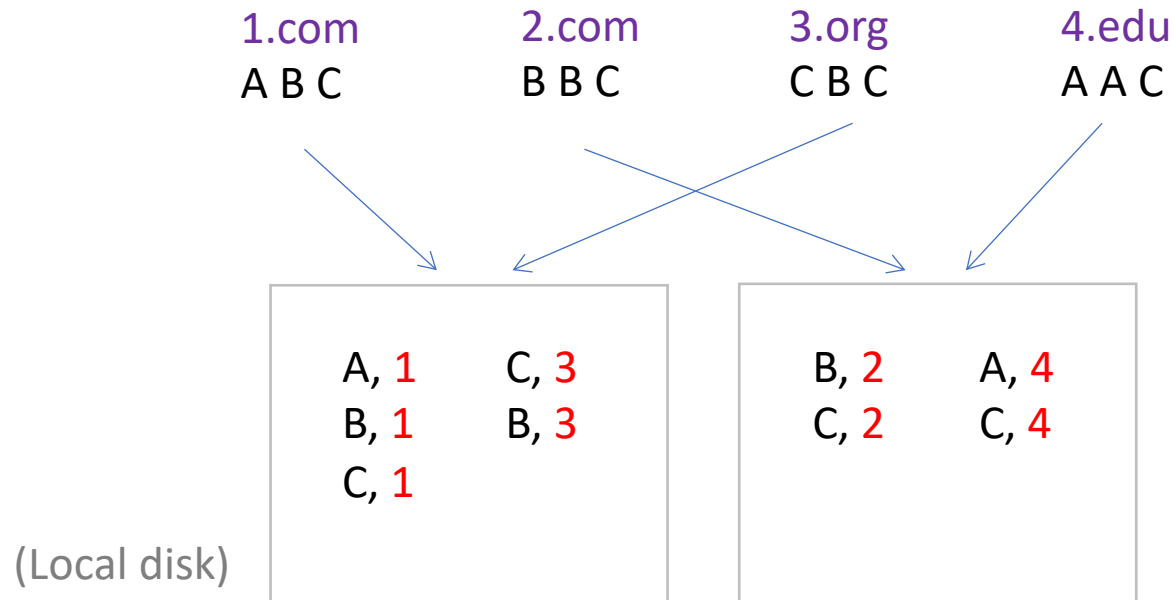 1.com 2.com 3.org 4.edu
A B C B B C C B C A A C
A, 1 C, 3 B, 2 A, 4
B, 1 B, 3 C, 2 C, 4
C, 1
(Local disk)